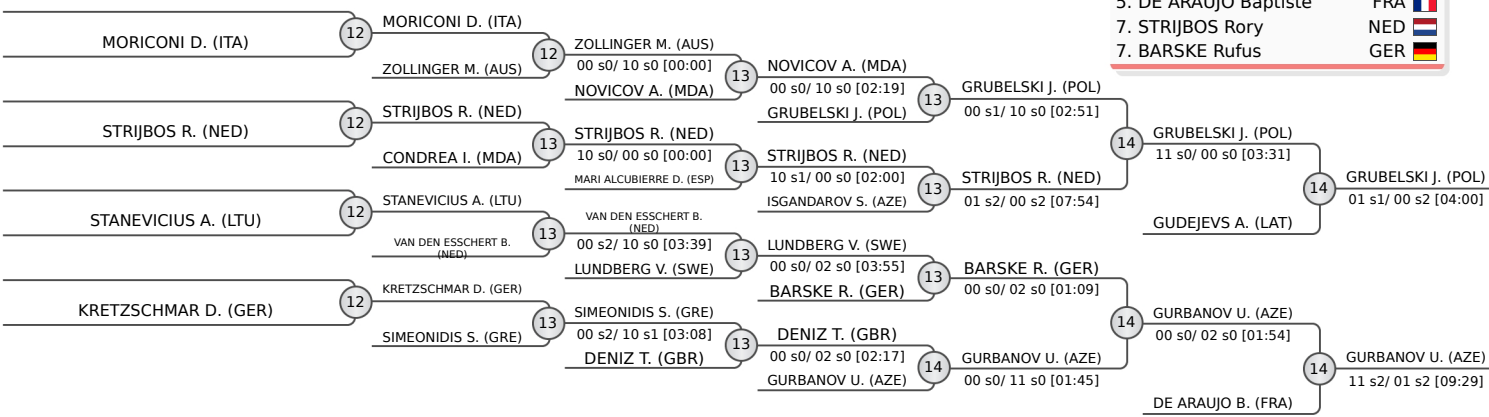 5. DE ARAUJO Baptiste FRA
7. STRIJBOS Rory NED
7. BARSKE Rufus GER
MORICONI D. (ITA)
12
MORICONI D. (ITA)
ZOLLINGER M. (AUS)
12
ZOLLINGER M. (AUS)
00 s0/ 10 s0 [00:00]
NOVICOV A. (MDA)
13
NOVICOV A. (MDA)
00 s0/ 10 s0 [02:19]
GRUBELSKI J. (POL)
13
GRUBELSKI J. (POL)
00 s1/ 10 s0 [02:51]
STRIJBOS R. (NED)
12
STRIJBOS R. (NED)
CONDREA I. (MDA)
13
STRIJBOS R. (NED)
10 s0/ 00 s0 [00:00]
MARI ALCUBIERRE D. (ESP)
13
STRIJBOS R. (NED)
10 s1/ 00 s0 [02:00]
ISGANDAROV S. (AZE)
13
STRIJBOS R. (NED)
01 s2/ 00 s2 [07:54]
14
GRUBELSKI J. (POL)
11 s0/ 00 s0 [03:31]
GUDEJEVS A. (LAT)
14
GRUBELSKI J. (POL)
01 s1/ 00 s2 [04:00]
STANEVICIUS A. (LTU)
12
STANEVICIUS A. (LTU)
VAN DEN ESSCHERT B.
(NED)
13
VAN DEN ESSCHERT B.
(NED)
00 s2/ 10 s0 [03:39]
LUNDBERG V. (SWE)
13
LUNDBERG V. (SWE)
00 s0/ 02 s0 [03:55]
BARSKE R. (GER)
13
BARSKE R. (GER)
00 s0/ 02 s0 [01:09]
KRETZSCHMAR D. (GER)
12
KRETZSCHMAR D. (GER)
SIMEONIDIS S. (GRE)
13
SIMEONIDIS S. (GRE)
00 s2/ 10 s1 [03:08]
DENIZ T. (GBR)
13
DENIZ T. (GBR)
00 s0/ 02 s0 [02:17]
GURBANOV U. (AZE)
14
GURBANOV U. (AZE)
00 s0/ 11 s0 [01:45]
14
GURBANOV U. (AZE)
00 s0/ 02 s0 [01:54]
DE ARAUJO B. (FRA)
14
GURBANOV U. (AZE)
11 s2/ 01 s2 [09:29]